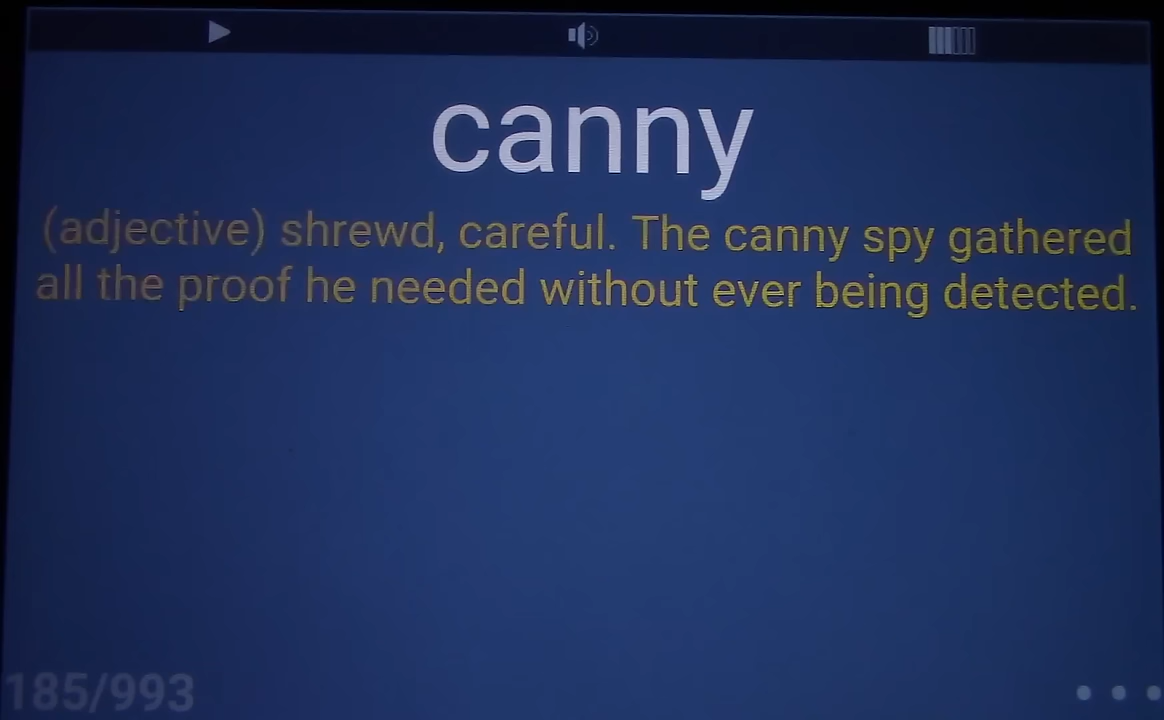 canny
(adjective) shrewd, careful. The canny spy gathered
all the proof he needed without ever being detected.
185/993